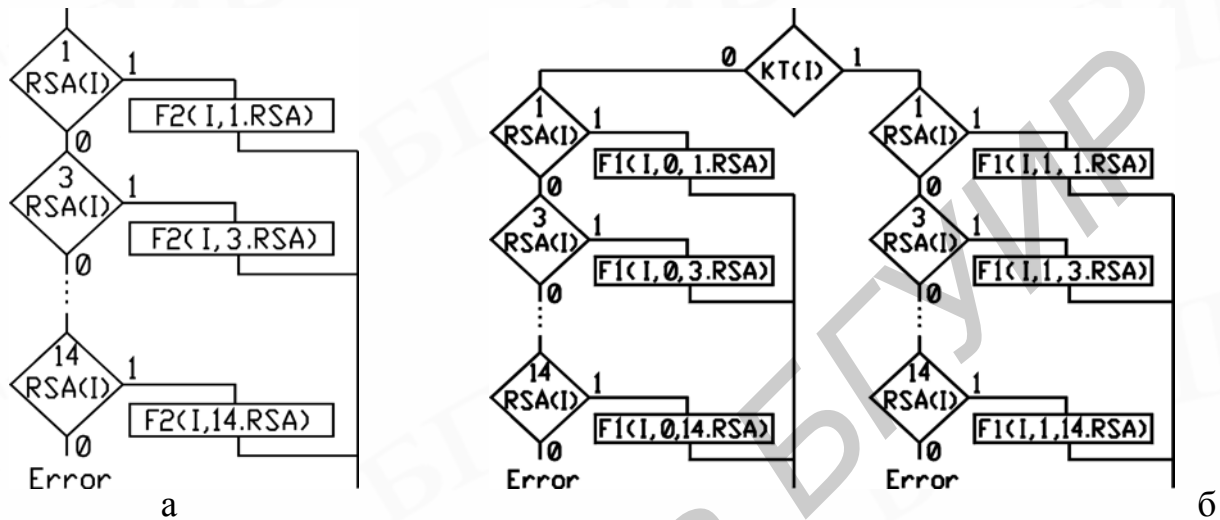 1
RSA(I)
1
F2(I,1.RSA)
0
3
RSA(I)
1
F2(I,3.RSA)
0
14
RSA(I)
1
F2(I,14.RSA)
0
Error
а
KT(I)
0
1
1
RSA(I)
1
F1(I,0,1.RSA)
0
3
RSA(I)
1
F1(I,0,3.RSA)
0
14
RSA(I)
1
F1(I,0,14.RSA)
0
Error
1
RSA(I)
1
F1(I,1,1.RSA)
0
3
RSA(I)
1
F1(I,1,3.RSA)
0
14
RSA(I)
1
F1(I,1,14.RSA)
0
Error
б
БГУИР